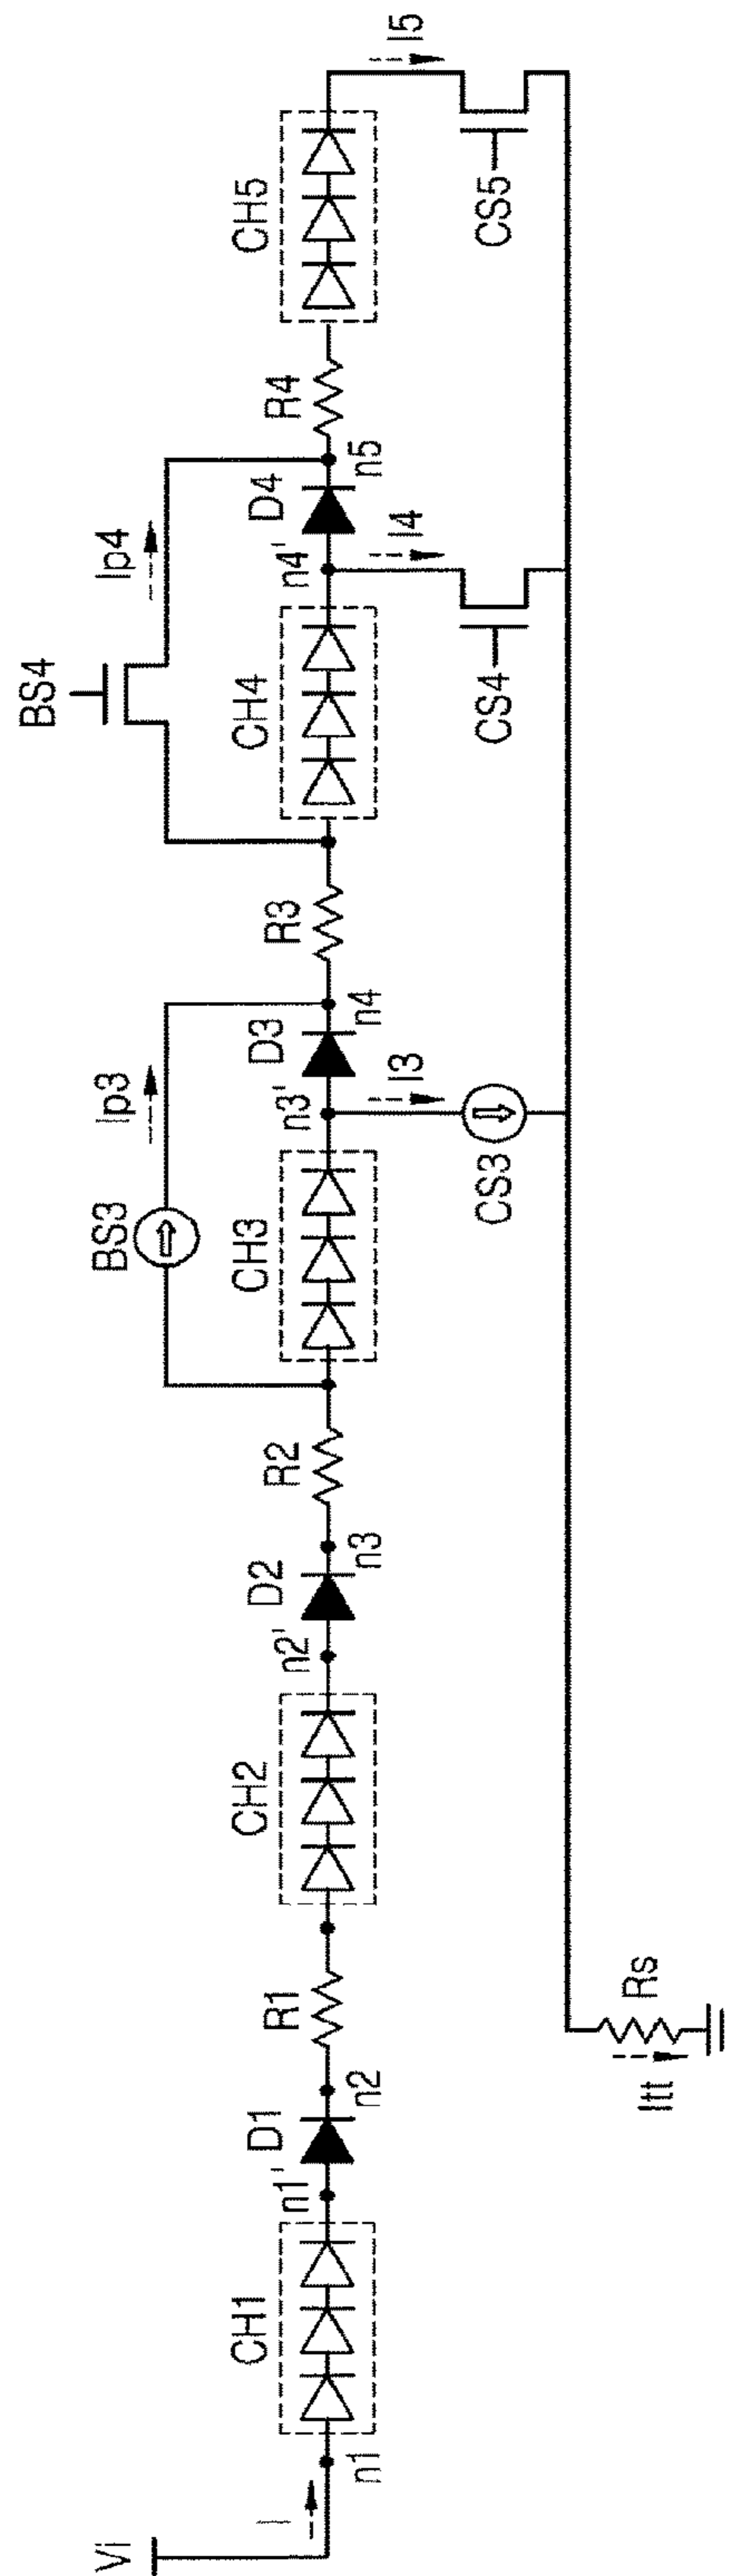 Vi
I
n1
CH1
n1'
D1
n2
R1
CH2
n2'
D2
n3
R2
BS3
Ip3
CH3
n3'
D3
n4
I3
CS3
R3
BS4
Ip4
CH4
n4'
D4
n5
I4
CS4
R4
CH5
I5
CS5
Rs
Itt